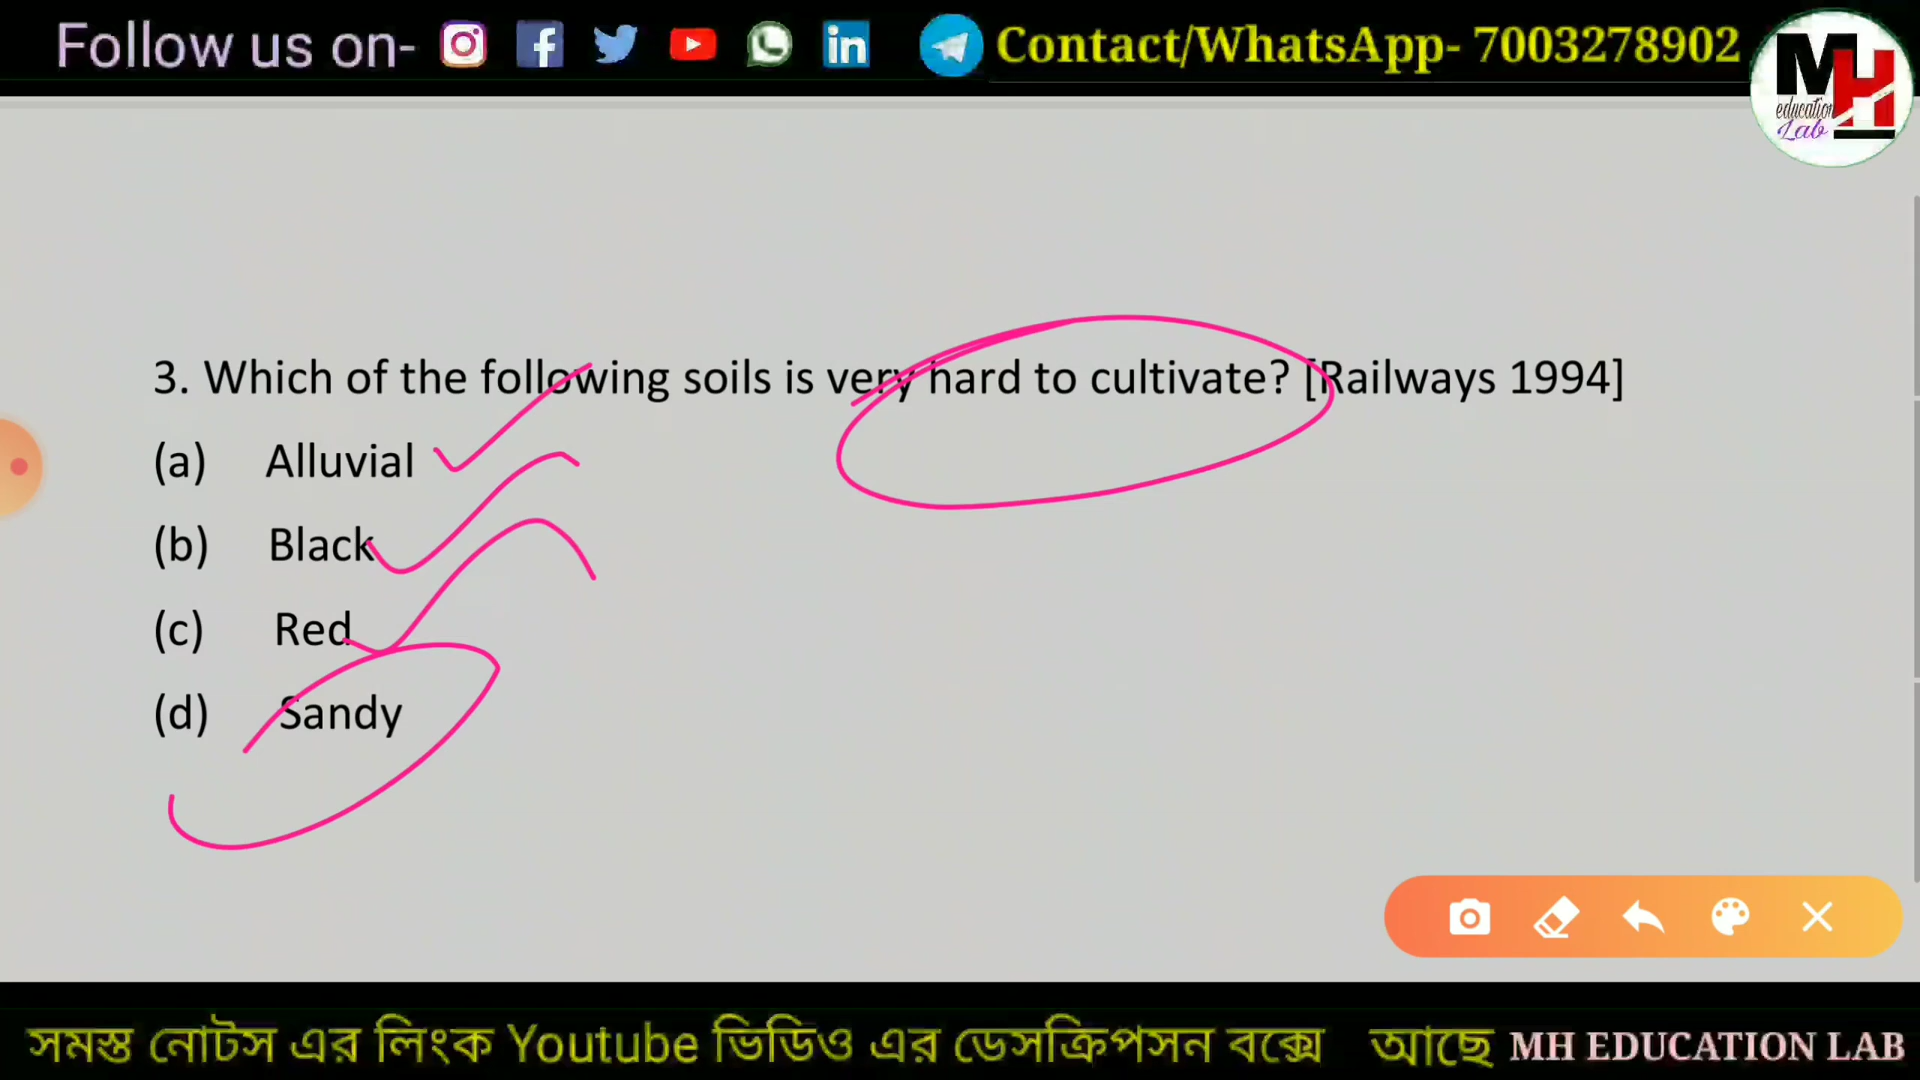 Follow us on- Contact/WhatsApp- 7003278902
MH
education
Lab
3. Which of the following soils is very hard to cultivate? [Railways 1994]
(a) Alluvial
(b) Black
(c) Red
(d) Sandy
সমস্ত নোটস এর লিংক Youtube ভিডিও এর ডেসক্রিপসন বক্সে আছে MH EDUCATION LAB